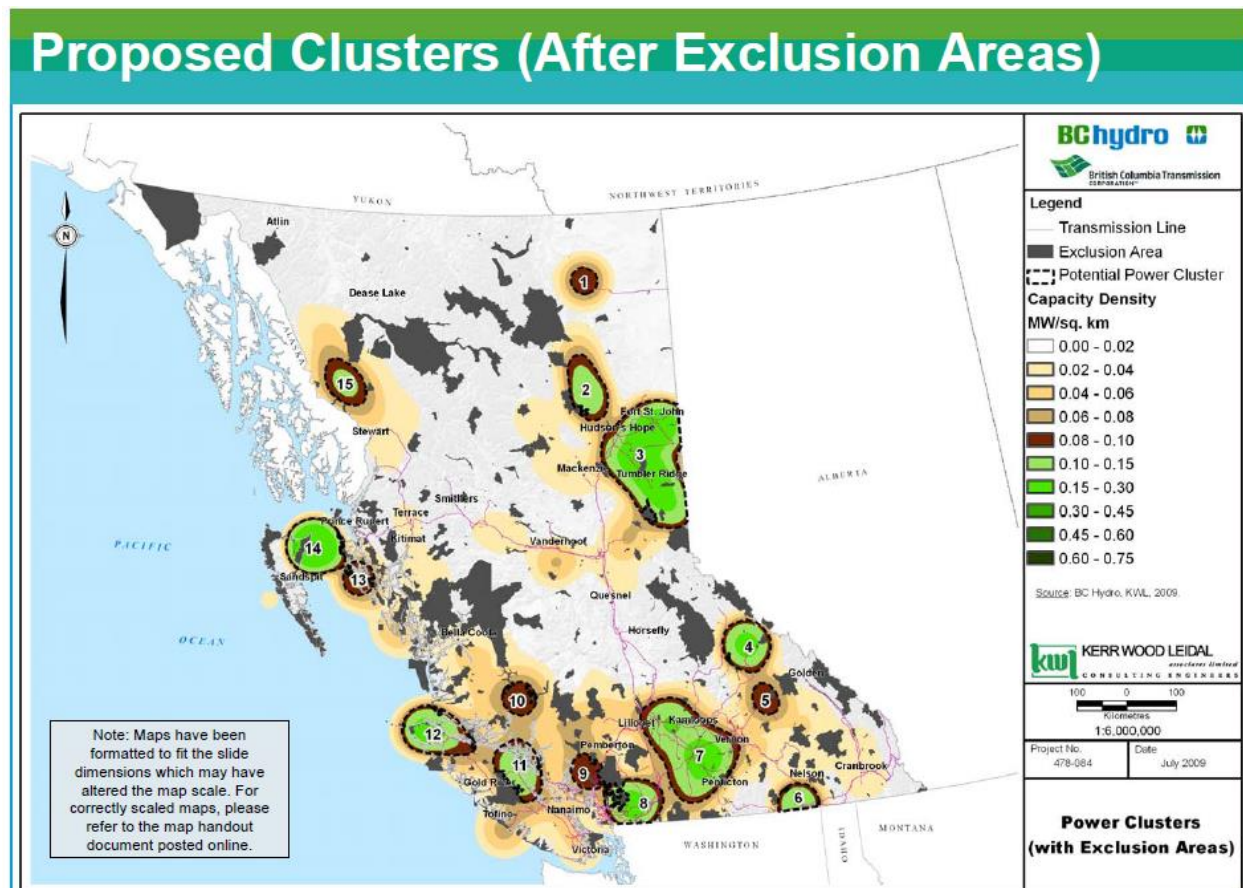 Proposed Clusters (After Exclusion Areas)
YUKON
NORTHWEST TERRITORIES
Atlin
N
1
Dease Lake
ALASKA
15
2
Stewart
Fort St. John
Hudson's Hope
3
Mackenzie
Tumbler Ridge
ALBERTA
Smithers
Terrace
Prince Rupert
Kitimat
Vanderhoof
PACIFIC
14
Sandspit
13
Quesnel
OCEAN
Bella Coola
Horsefly
4
Golden
10
5
12
Lillooet
Kamloops
Pemberton
Vernon
7
11
9
Gold River
Penticton
Nelson
Cranbrook
8
6
Nanaimo
Tofino
Victoria
WASHINGTON
IDAHO
MONTANA
Note: Maps have been
formatted to fit the slide
dimensions which may have
altered the map scale. For
correctly scaled maps, please
refer to the map handout
document posted online.
BChydro
British Columbia Transmission
CORPORATION
Legend
Transmission Line
Exclusion Area
Potential Power Cluster
Capacity Density
MW/sq. km
0.00 - 0.02
0.02 - 0.04
0.04 - 0.06
0.06 - 0.08
0.08 - 0.10
0.10 - 0.15
0.15 - 0.30
0.30 - 0.45
0.45 - 0.60
0.60 - 0.75
Source: BC Hydro, KWL, 2009.
kwl KERR WOOD LEIDAL
associates limited
CONSULTING ENGINEERS
100 0 100
Kilometres
1:6,000,000
Project No.
478-084
Date
July 2009
Power Clusters
(with Exclusion Areas)